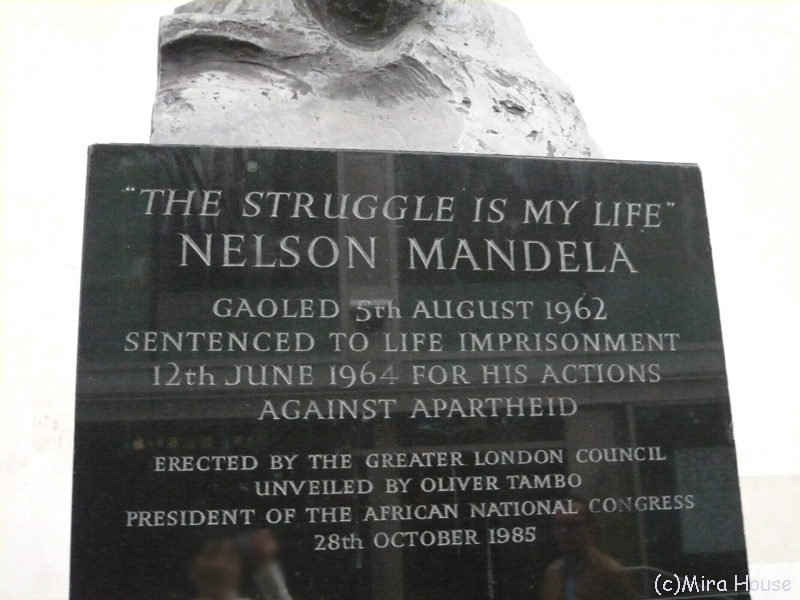 "THE STRUGGLE IS MY LIFE"
NELSON MANDELA
GAOLED 5th AUGUST 1962
SENTENCED TO LIFE IMPRISONMENT
12th JUNE 1964 FOR HIS ACTIONS
AGAINST APARTHEID
ERECTED BY THE GREATER LONDON COUNCIL
UNVEILED BY OLIVER TAMBO
PRESIDENT OF THE AFRICAN NATIONAL CONGRESS
28th OCTOBER 1985
(c)Mira House